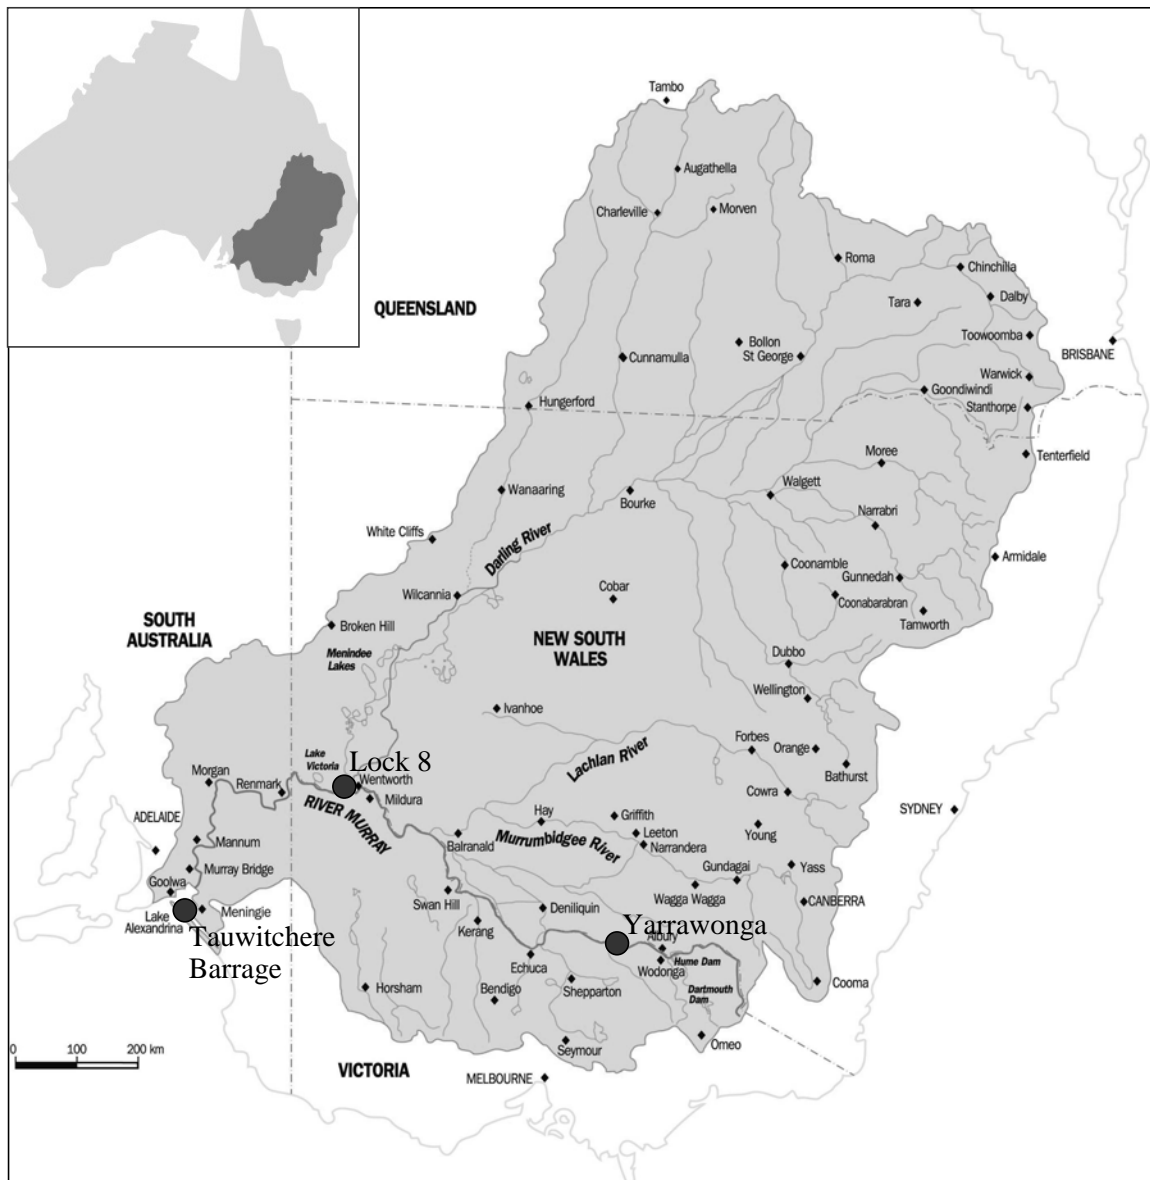 Tambo
Augathella
Charleville
Morven
Roma
Chinchilla
QUEENSLAND
Tara
Dalby
Toowoomba
Bollon
St George
Cunnamulla
BRISBANE
Warwick
Goondiwindi
Hungerford
Stanthorpe
Moree
Tenterfield
Walgett
Wanaaring
Bourke
Narrabri
White Cliffs
Darling River
Armidale
Coonamble
Gunnedah
Cobar
Wilcannia
Coonabarabran
Tamworth
SOUTH
AUSTRALIA
Broken Hill
NEW SOUTH
WALES
Menindee
Lakes
Dubbo
Wellington
Ivanhoe
Forbes
Orange
Lachlan River
Lake
Victoria
Lock 8
Bathurst
Morgan
Renmark
Wentworth
Mildura
Cowra
RIVER MURRAY
SYDNEY
ADELAIDE
Hay
Griffith
Young
Mannum
Balranald
Murrumbidgee River
Leeton
Narrandera
Murray Bridge
Gundagai
Yass
Goolwa
Wagga Wagga
Swan Hill
CANBERRA
Lake
Alexandrina
Meningie
Deniliquin
Yarrawonga
Kerang
Tauwitchere
Barrage
Albury
Echuca
Wodonga
Hume Dam
Horsham
Bendigo
Shepparton
Dartmouth
Dam
Cooma
Omeo
Seymour
0 100 200 km
VICTORIA
MELBOURNE